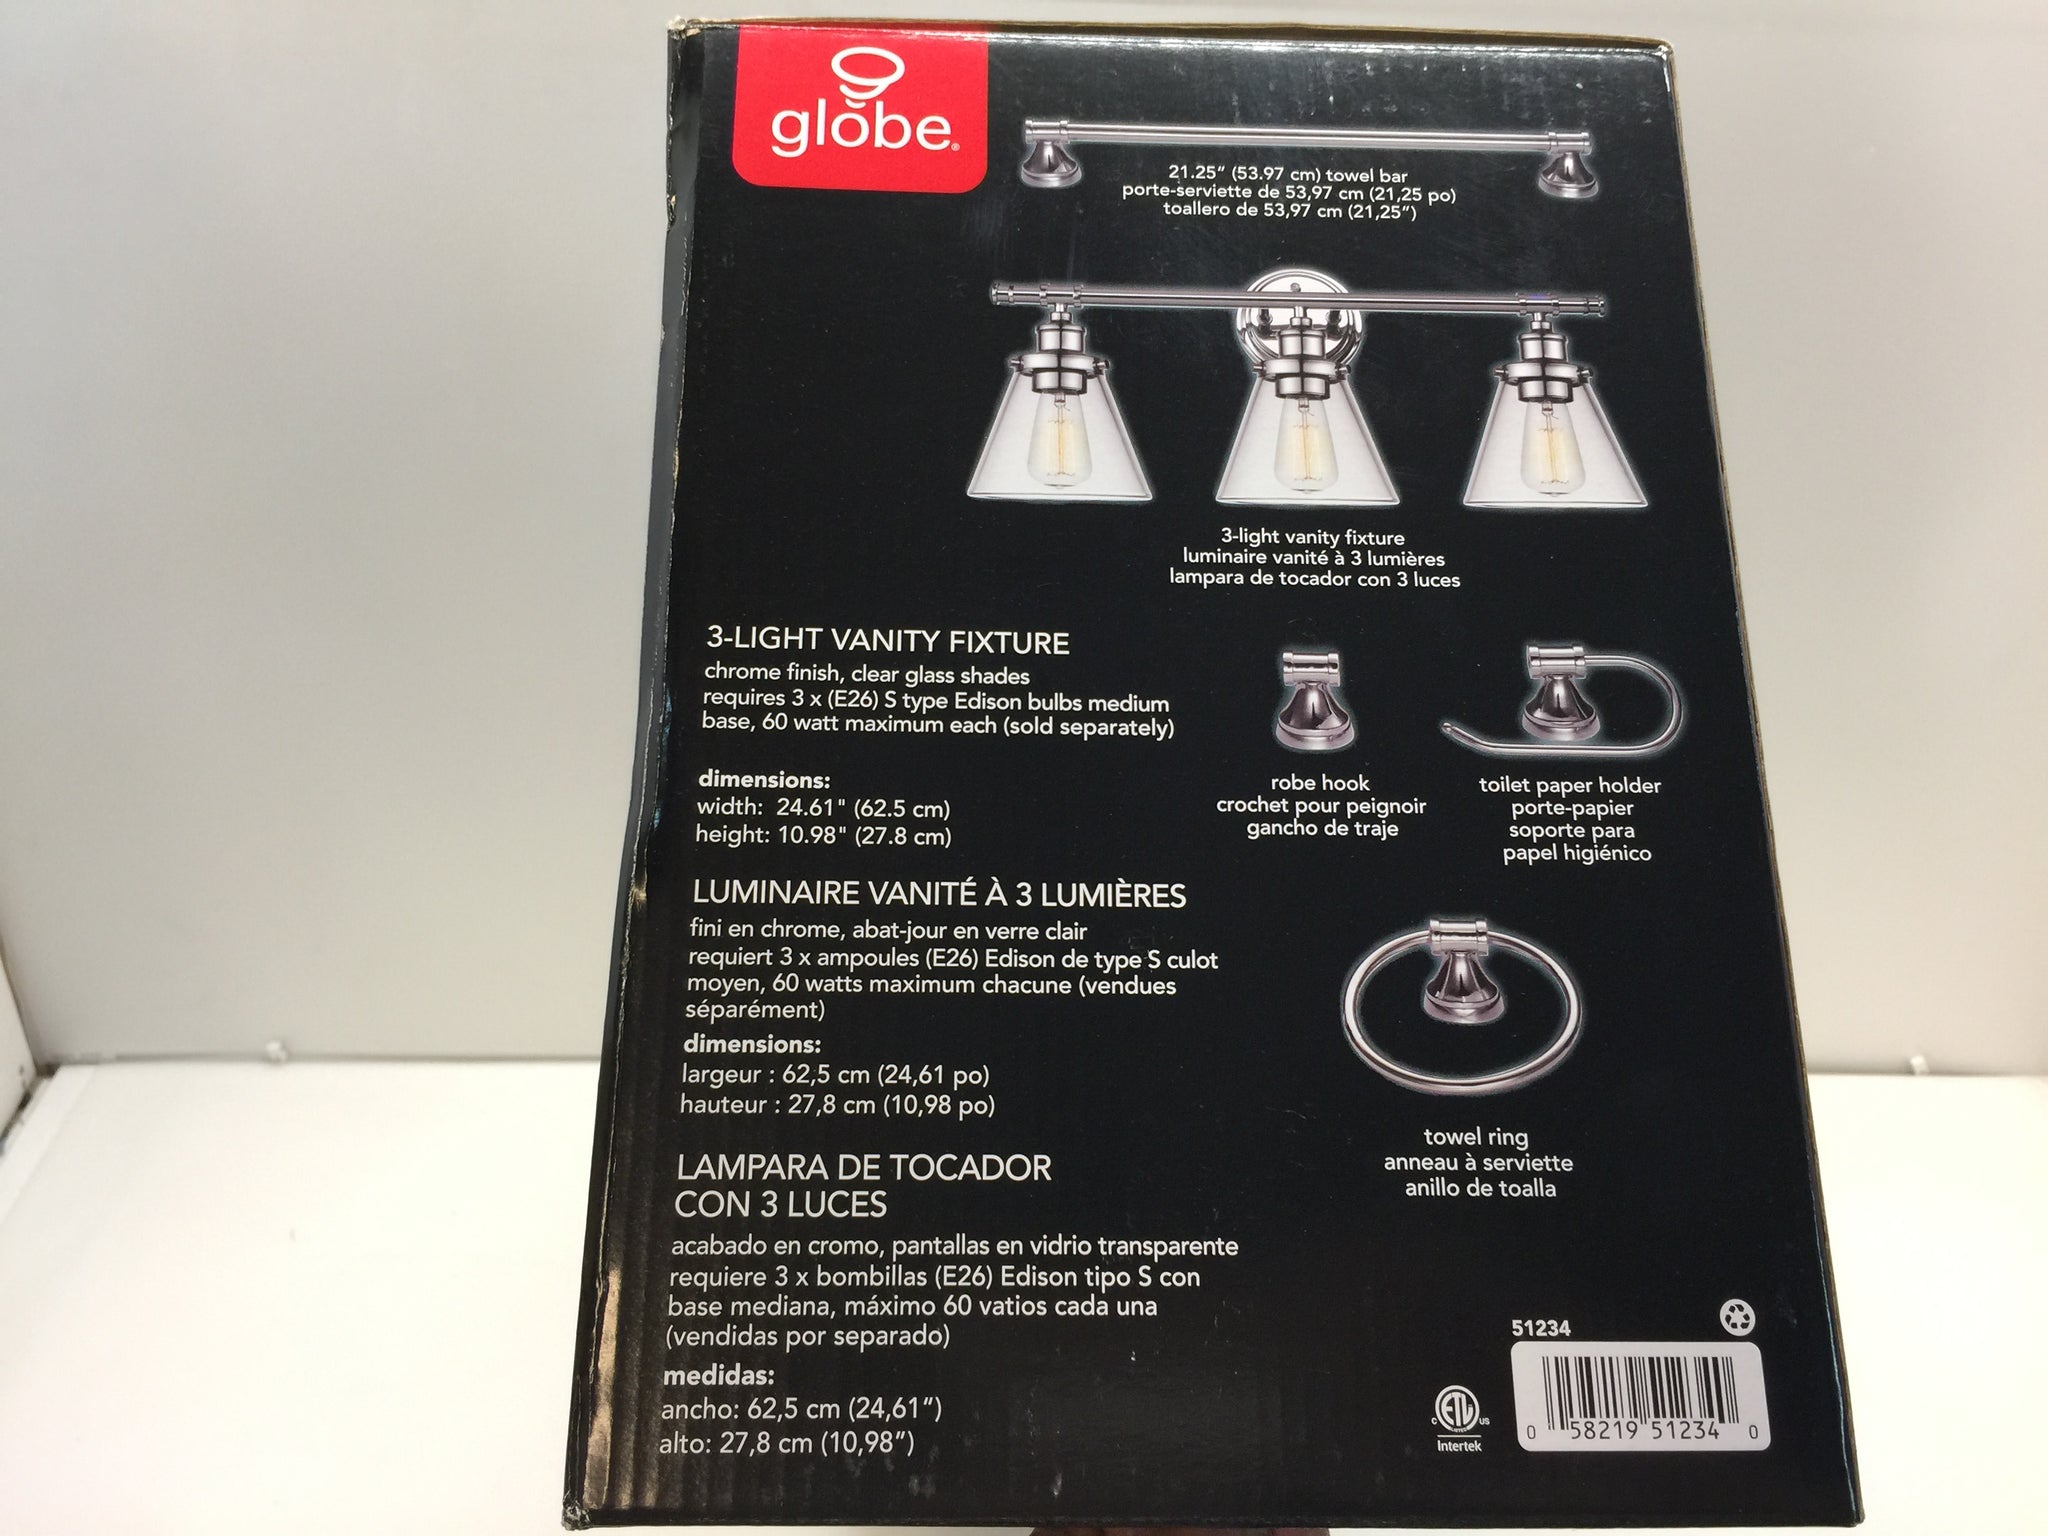 globe®
21.25" (53.97 cm) towel bar
porte-serviette de 53,97 cm (21,25 po)
toallero de 53,97 cm (21,25")
3-light vanity fixture
luminaire vanité à 3 lumières
lampara de tocador con 3 luces
3-LIGHT VANITY FIXTURE
chrome finish, clear glass shades
requires 3 x (E26) S type Edison bulbs medium
base, 60 watt maximum each (sold separately)
dimensions:
width: 24.61" (62.5 cm)
height: 10.98" (27.8 cm)
robe hook
crochet pour peignoir
gancho de traje
toilet paper holder
porte-papier
soporte para
papel higiénico
LUMINAIRE VANITÉ À 3 LUMIÈRES
fini en chrome, abat-jour en verre clair
requiert 3 x ampoules (E26) Edison de type S culot
moyen, 60 watts maximum chacune (vendues
séparément)
dimensions:
largeur : 62,5 cm (24,61 po)
hauteur : 27,8 cm (10,98 po)
towel ring
anneau à serviette
anillo de toalla
LAMPARA DE TOCADOR
CON 3 LUCES
acabado en cromo, pantallas en vidrio transparente
requiere 3 x bombillas (E26) Edison tipo S con
base mediana, máximo 60 vatios cada una
(vendidas por separado)
medidas:
ancho: 62,5 cm (24,61")
alto: 27,8 cm (10,98")
51234
C ETL US
LISTED
Intertek
0 58219 51234 0